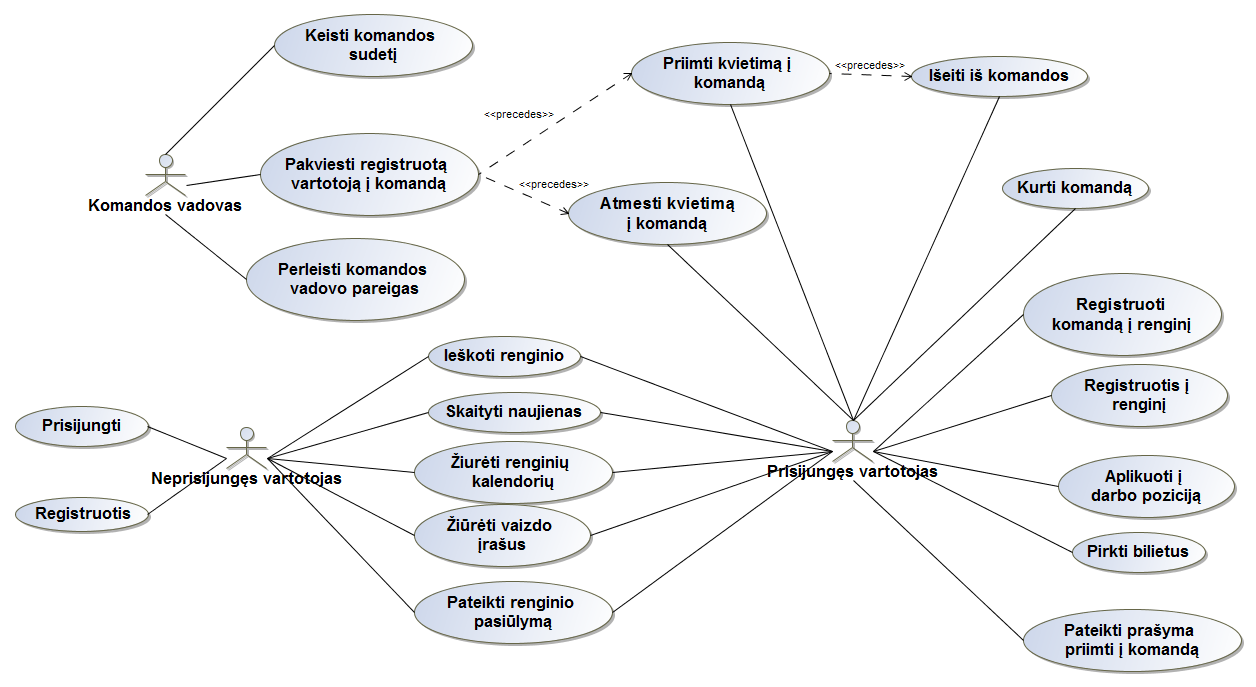 Keisti komandos
sudetį
Priimti kvietimą į
komandą
<<precedes>>
Išeiti iš komandos
<<precedes>>
Pakviesti registruotą
vartotoją į komandą
<<precedes>>
Komandos vadovas
Atmesti kvietimą
į komandą
Kurti komandą
Perleisti komandos
vadovo pareigas
Registruoti
komandą į renginį
Ieškoti renginio
Registruotis į
renginį
Skaityti naujienas
Prisijungti
Neprisijungęs vartotojas
Žiurėti renginių
kalendorių
Prisijungęs vartotojas
Aplikuoti į
darbo poziciją
Registruotis
Žiūrėti vaizdo
įrašus
Pirkti bilietus
Pateikti renginio
pasiūlymą
Pateikti prašyma
priimti į komandą